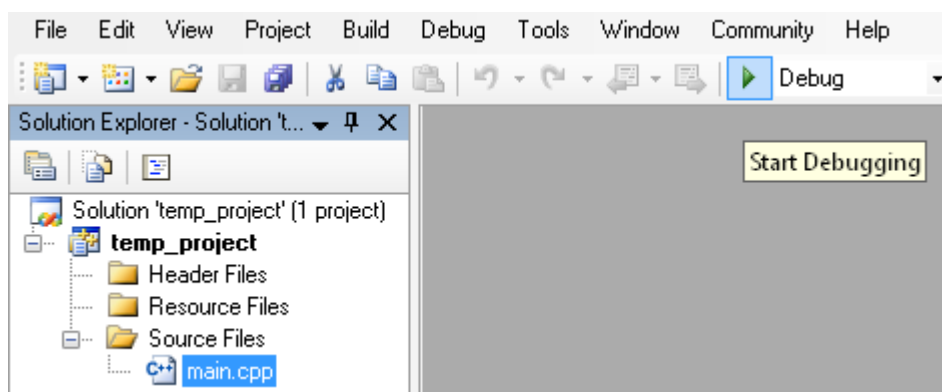 File Edit View Project Build Debug Tools Window Community Help
Debug
Solution Explorer - Solution 't...
Start Debugging
Solution 'temp_project' (1 project)
temp_project
Header Files
Resource Files
Source Files
C++ main.cpp